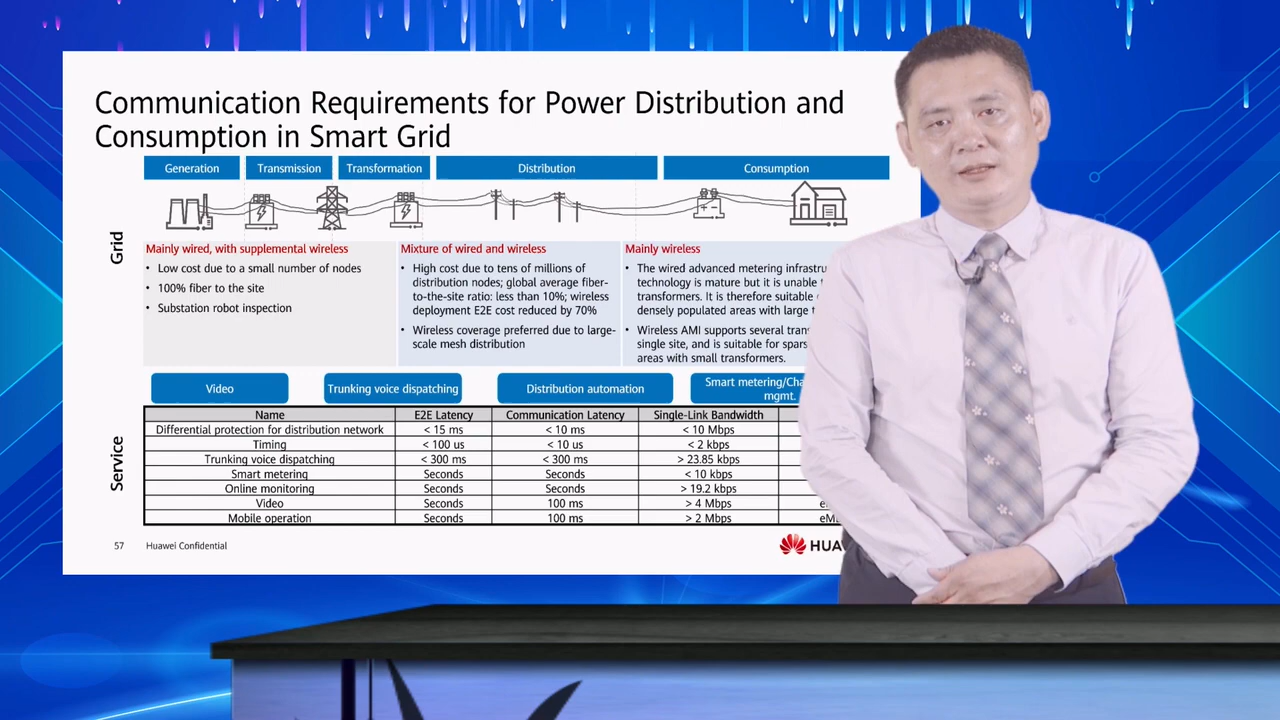 Communication Requirements for Power Distribution and
Consumption in Smart Grid
Generation Transmission Transformation Distribution Consumption
Grid
Mainly wired, with supplemental wireless
• Low cost due to a small number of nodes
• 100% fiber to the site
• Substation robot inspection
Mixture of wired and wireless
• High cost due to tens of millions of
distribution nodes; global average fiber-
to-the-site ratio: less than 10%; wireless
deployment E2E cost reduced by 70%
• Wireless coverage preferred due to large-
scale mesh distribution
Mainly wireless
• The wired advanced metering
technology is mature but it is unable
transformers. It is therefore suitable
densely populated areas with large
• Wireless AMI supports several
single site, and is suitable for
areas with small transformers.
Video Trunking voice dispatching Distribution automation Smart metering/
mgmt.
Service
Name E2E Latency Communication Latency Single-Link Bandwidth
Differential protection for distribution network < 15 ms < 10 ms < 10 Mbps
Timing < 100 us < 10 us < 2 kbps
Trunking voice dispatching < 300 ms < 300 ms > 23.85 kbps
Smart metering Seconds Seconds < 10 kbps
Online monitoring Seconds Seconds > 19.2 kbps
Video Seconds 100 ms > 4 Mbps
Mobile operation Seconds 100 ms > 2 Mbps
57 Huawei Confidential